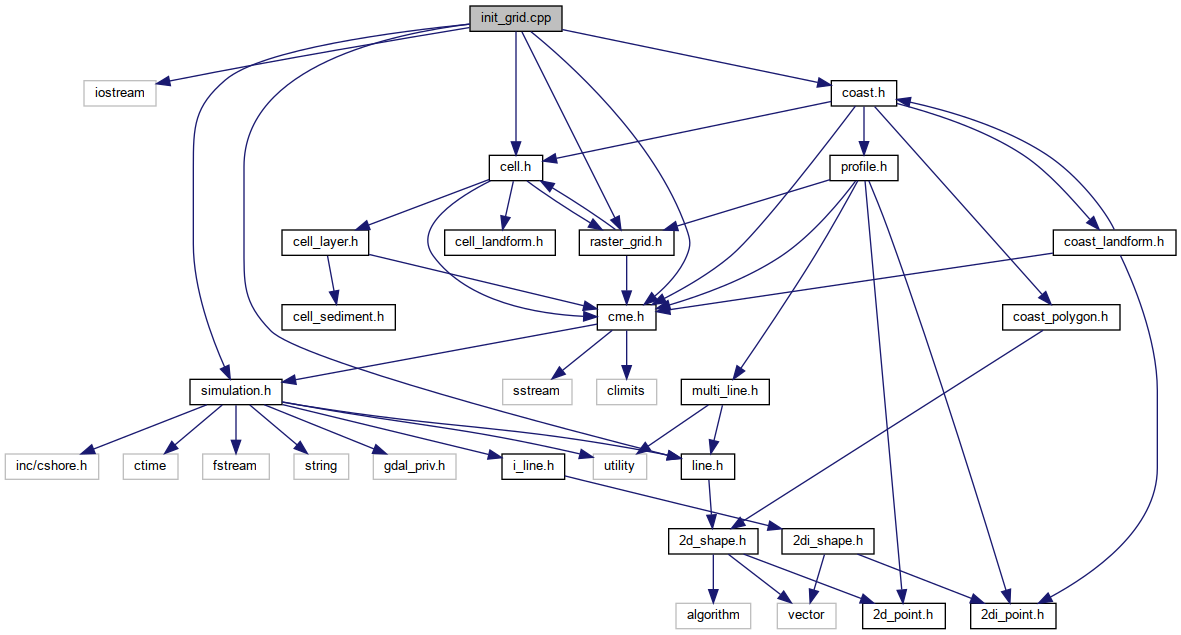 init_grid.cpp
iostream
coast.h
cell.h
profile.h
cell_layer.h
cell_landform.h
raster_grid.h
coast_landform.h
cell_sediment.h
cme.h
coast_polygon.h
simulation.h
sstream
climits
multi_line.h
inc/cshore.h
ctime
fstream
string
gdal_priv.h
i_line.h
utility
line.h
2d_shape.h
2di_shape.h
algorithm
vector
2d_point.h
2di_point.h